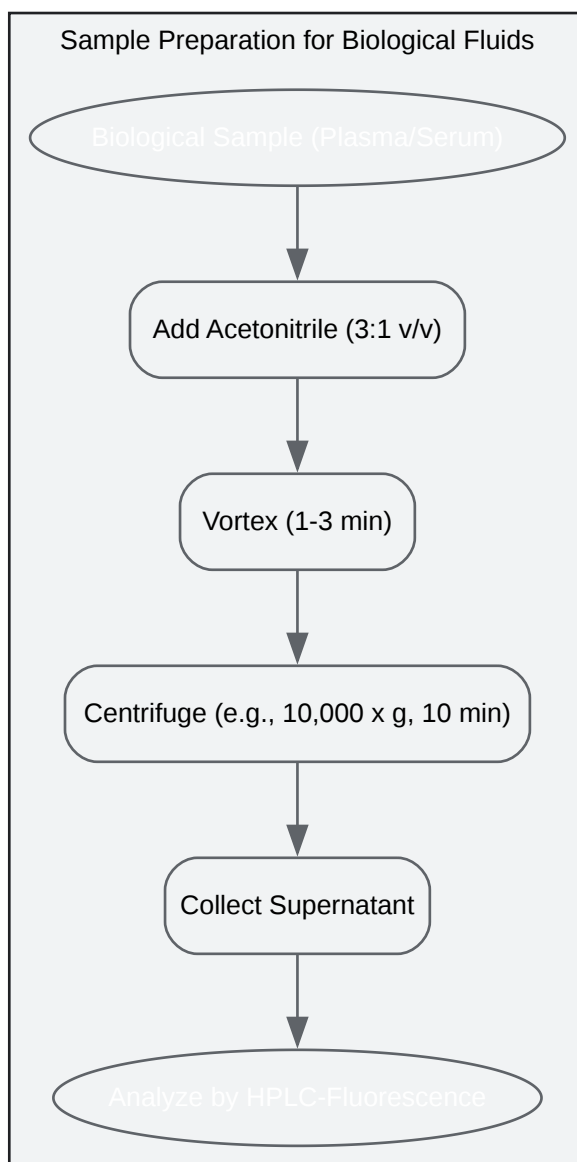 Sample Preparation for Biological Fluids
Biological Sample (Plasma/Serum)
Add Acetonitrile (3:1 v/v)
Vortex (1-3 min)
Centrifuge (e.g., 10,000 x g, 10 min)
Collect Supernatant
Analyze by HPLC-Fluorescence